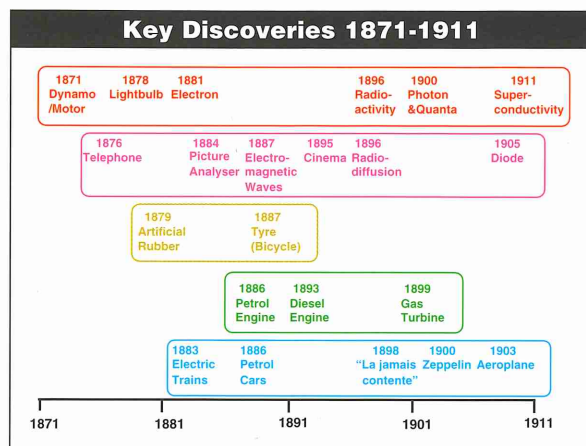 Key Discoveries 1871-1911
1871 1878 1881 1896 1900 1911
Dynamo Lightbulb Electron Radio- Photon Super-
/Motor activity &Quanta conductivity
1876 1884 1887 1895 1896 1905
Telephone Picture Electro- Cinema Radio- Diode
Analyser magnetic diffusion
Waves
1879 1887
Artificial Tyre
Rubber (Bicycle)
1886 1893 1899
Petrol Diesel Gas
Engine Engine Turbine
1883 1886 1898 1900 1903
Electric Petrol “La jamais Zeppelin Aeroplane
Trains Cars contente”
1871 1881 1891 1901 1911